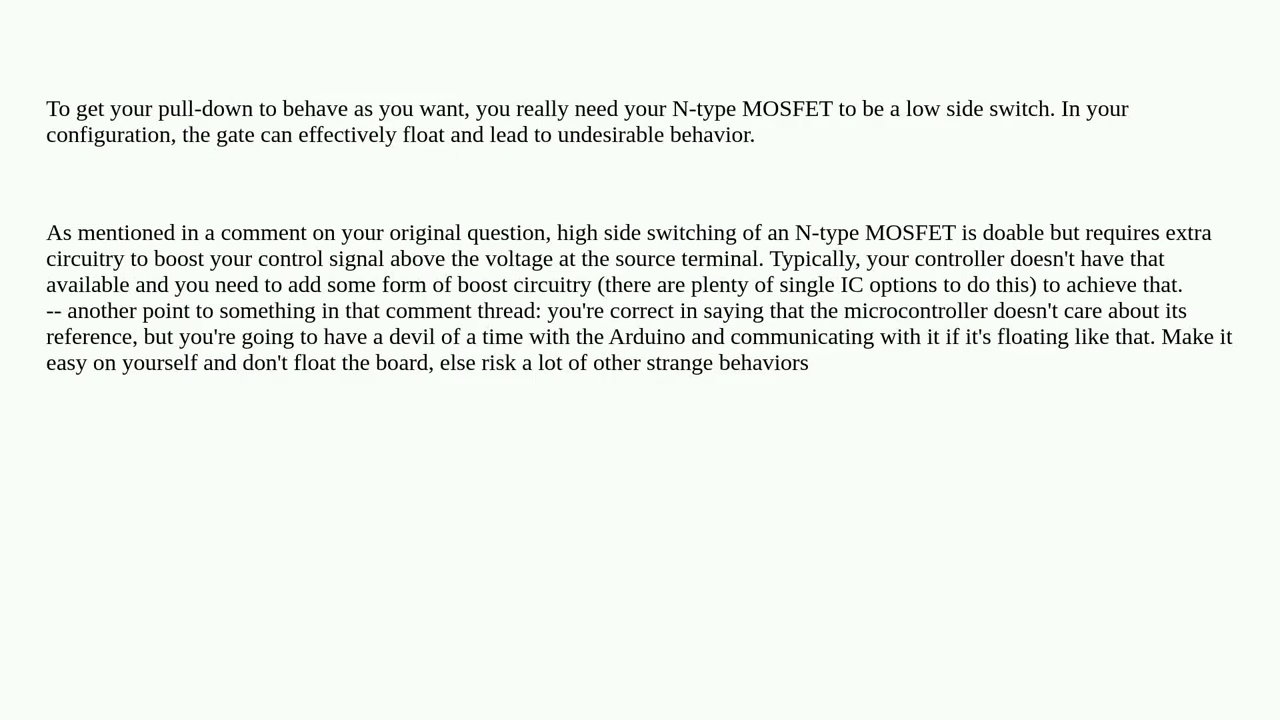 To get your pull-down to behave as you want, you really need your N-type MOSFET to be a low side switch. In your
configuration, the gate can effectively float and lead to undesirable behavior.
As mentioned in a comment on your original question, high side switching of an N-type MOSFET is doable but requires extra
circuitry to boost your control signal above the voltage at the source terminal. Typically, your controller doesn't have that
available and you need to add some form of boost circuitry (there are plenty of single IC options to do this) to achieve that.
-- another point to something in that comment thread: you're correct in saying that the microcontroller doesn't care about its
reference, but you're going to have a devil of a time with the Arduino and communicating with it if it's floating like that. Make it
easy on yourself and don't float the board, else risk a lot of other strange behaviors